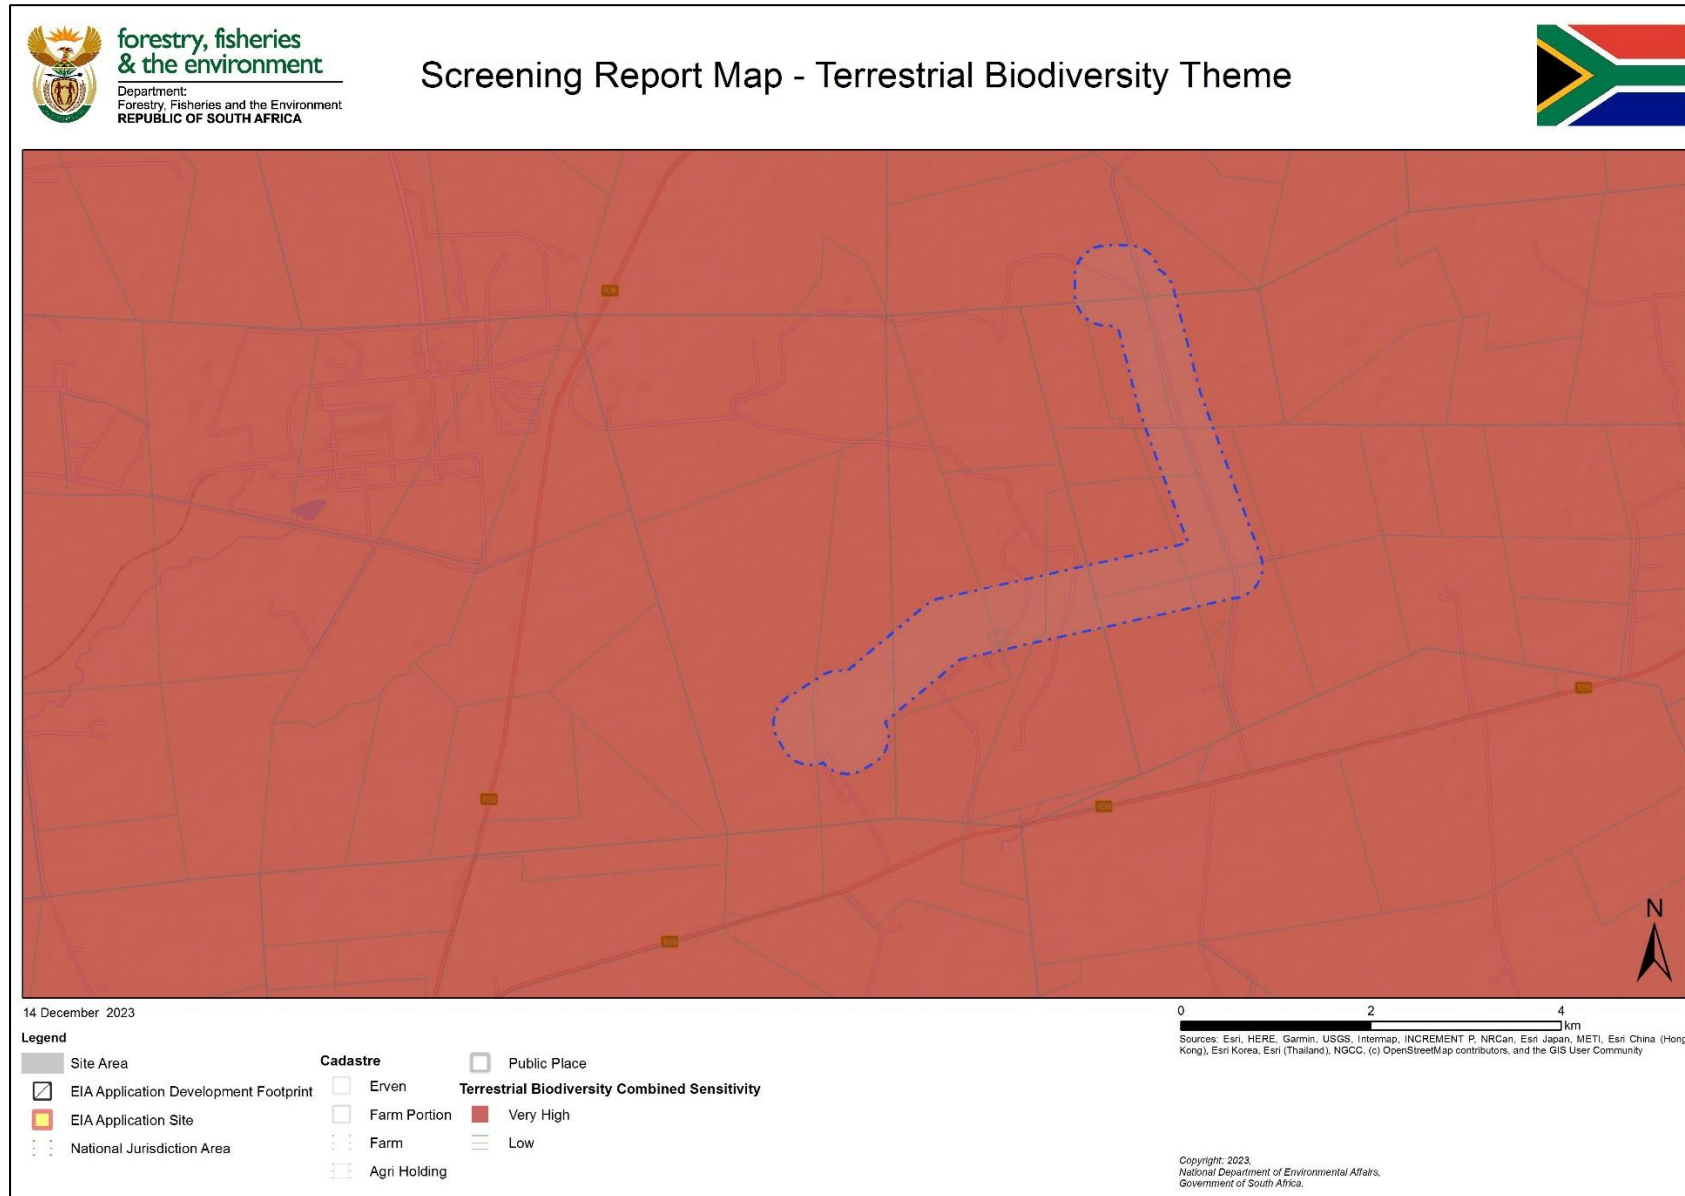 forestry, fisheries
& the environment
Department:
Forestry, Fisheries and the Environment
REPUBLIC OF SOUTH AFRICA
Screening Report Map - Terrestrial Biodiversity Theme
N
14 December 2023
Legend
Site Area
EIA Application Development Footprint
EIA Application Site
National Jurisdiction Area
Cadastre
Erven
Farm Portion
Farm
Agri Holding
Public Place
Terrestrial Biodiversity Combined Sensitivity
Very High
Low
0 2 4
km
Sources: Esri, HERE, Garmin, USGS, Intermap, INCREMENT P, NRCan, Esri Japan, METI, Esri China (Hong
Kong), Esri Korea, Esri (Thailand), NGCC, (c) OpenStreetMap contributors, and the GIS User Community
Copyright: 2023,
National Department of Environmental Affairs,
Government of South Africa.